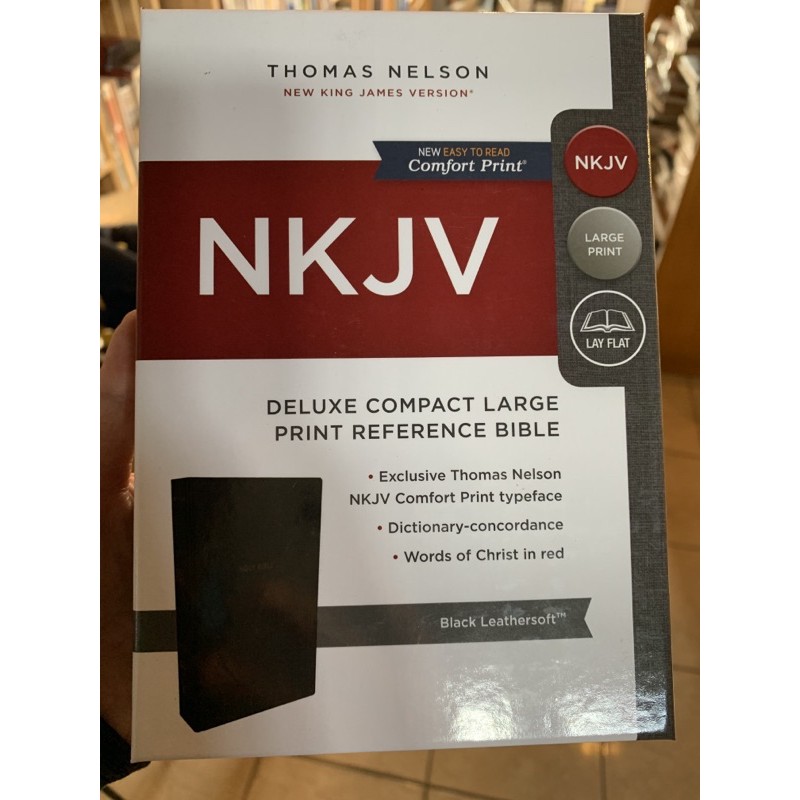 THOMAS NELSON
NEW KING JAMES VERSION®
NEW EASY TO READ
Comfort Print®
NKJV
NKJV
LARGE
PRINT
LAY FLAT
DELUXE COMPACT LARGE
PRINT REFERENCE BIBLE
• Exclusive Thomas Nelson
NKJV Comfort Print typeface
• Dictionary-concordance
• Words of Christ in red
HOLY BIBLE
Black Leathersoft™